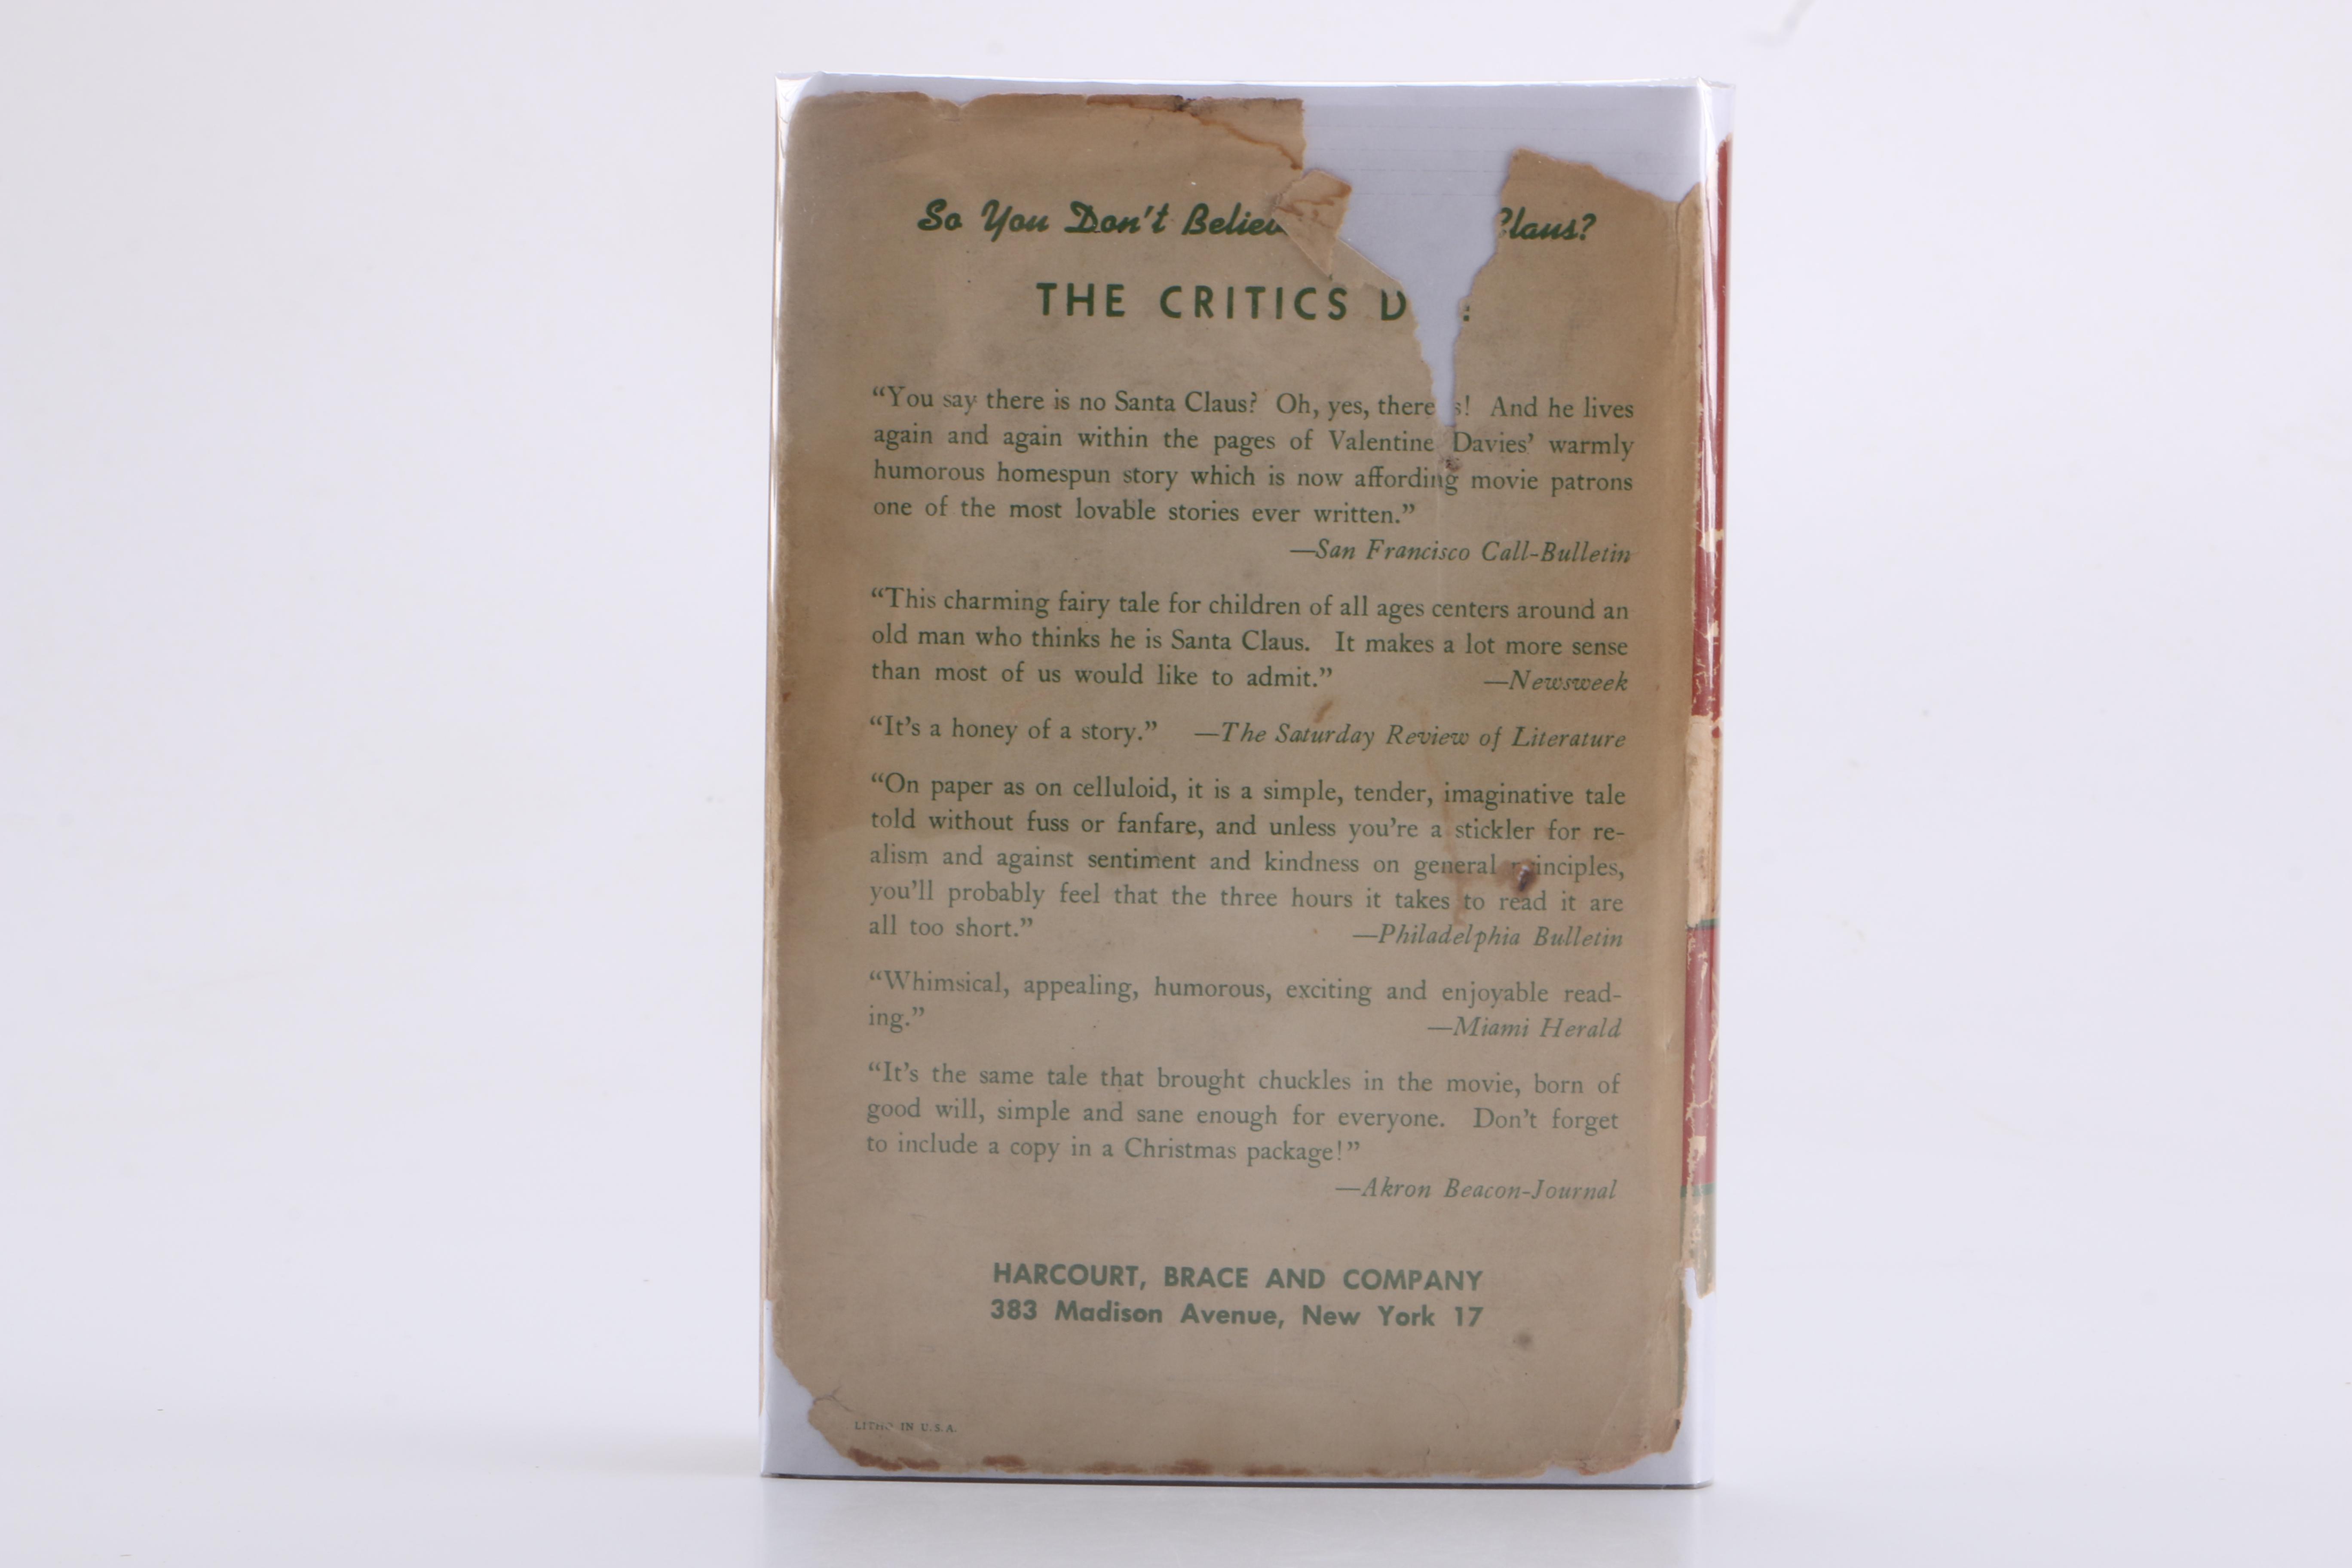 So You Don't Claus?
THE CRITICS
“You say there is no Santa Claus? Oh, yes, there And he lives
again and again within the pages of Valentine Davies’ warmly
humorous homespun story which is now affording movie patrons
one of the most lovable stories ever written.”
—San Francisco Call-Bulletin
“This charming fairy tale for children of all ages centers around an
old man who thinks he is Santa Claus. It makes a lot more sense
than most of us would like to admit.” —Newsweek
“It’s a honey of a story.” —The Saturday Review of Literature
“On paper as on celluloid, it is a simple, tender, imaginative tale
told without fuss or fanfare, and unless you’re a stickler for re-
alism and against sentiment and kindness on general principles,
you’ll probably feel that the three hours it takes to read it are
all too short.” —Philadelphia Bulletin
“Whimsical, appealing, humorous, exciting and enjoyable read-
ing.” —Miami Herald
“It’s the same tale that brought chuckles in the movie, born of
good will, simple and sane enough for everyone. Don’t forget
to include a copy in a Christmas package!”
—Akron Beacon-Journal
HARCOURT, BRACE AND COMPANY
383 Madison Avenue, New York 17
LITHO IN U.S.A.